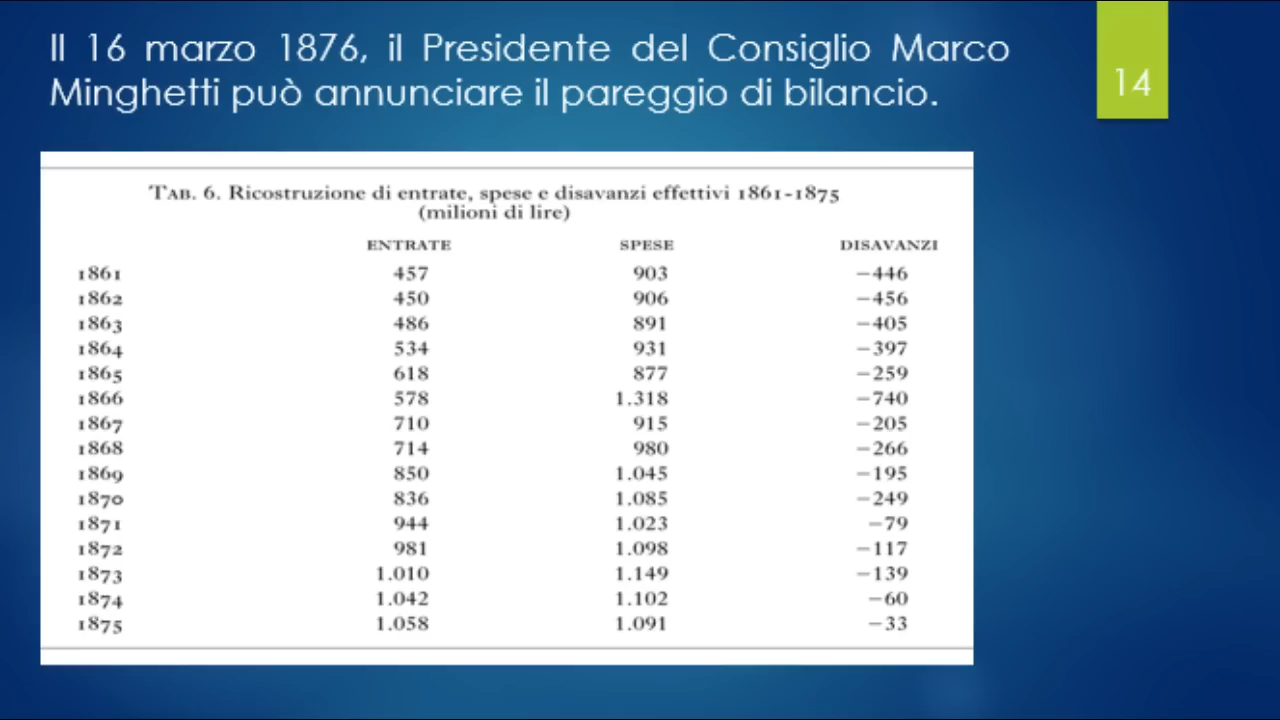 Il 16 marzo 1876, il Presidente del Consiglio Marco
Minghetti può annunciare il pareggio di bilancio.
14
Tab. 6. Ricostruzione di entrate, spese e disavanzi effettivi 1861-1875
(milioni di lire)
ENTRATE SPESE DISAVANZI
1861 457 903 −446
1862 450 906 −456
1863 486 891 −405
1864 534 931 −397
1865 618 877 −259
1866 578 1.318 −740
1867 710 915 −205
1868 714 980 −266
1869 850 1.045 −195
1870 836 1.085 −249
1871 944 1.023 −79
1872 981 1.098 −117
1873 1.010 1.149 −139
1874 1.042 1.102 −60
1875 1.058 1.091 −33